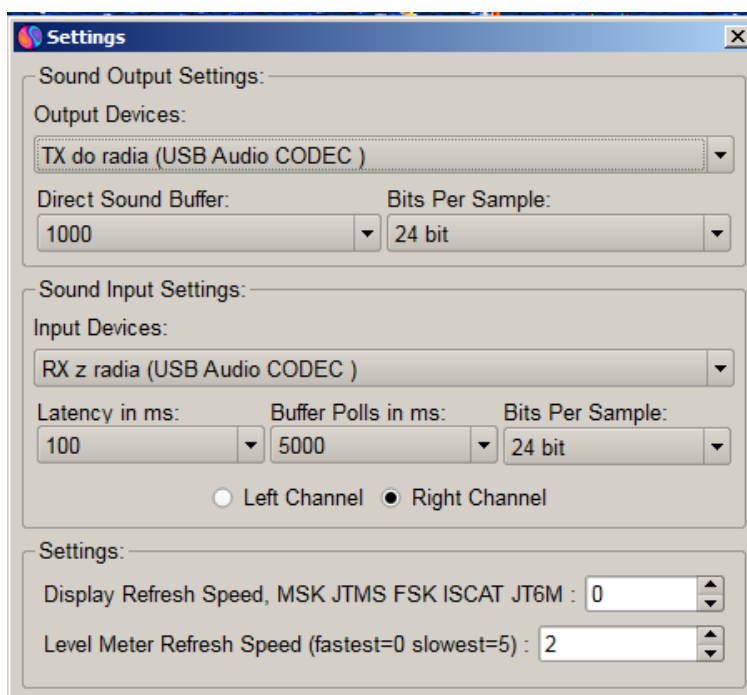 Settings
Sound Output Settings:
Output Devices:
TX do radia (USB Audio CODEC )
Direct Sound Buffer: Bits Per Sample:
1000 24 bit
Sound Input Settings:
Input Devices:
RX z radia (USB Audio CODEC )
Latency in ms: Buffer Polls in ms: Bits Per Sample:
100 5000 24 bit
Left Channel Right Channel
Settings:
Display Refresh Speed, MSK JTMS FSK ISCAT JT6M : 0
Level Meter Refresh Speed (fastest=0 slowest=5) : 2